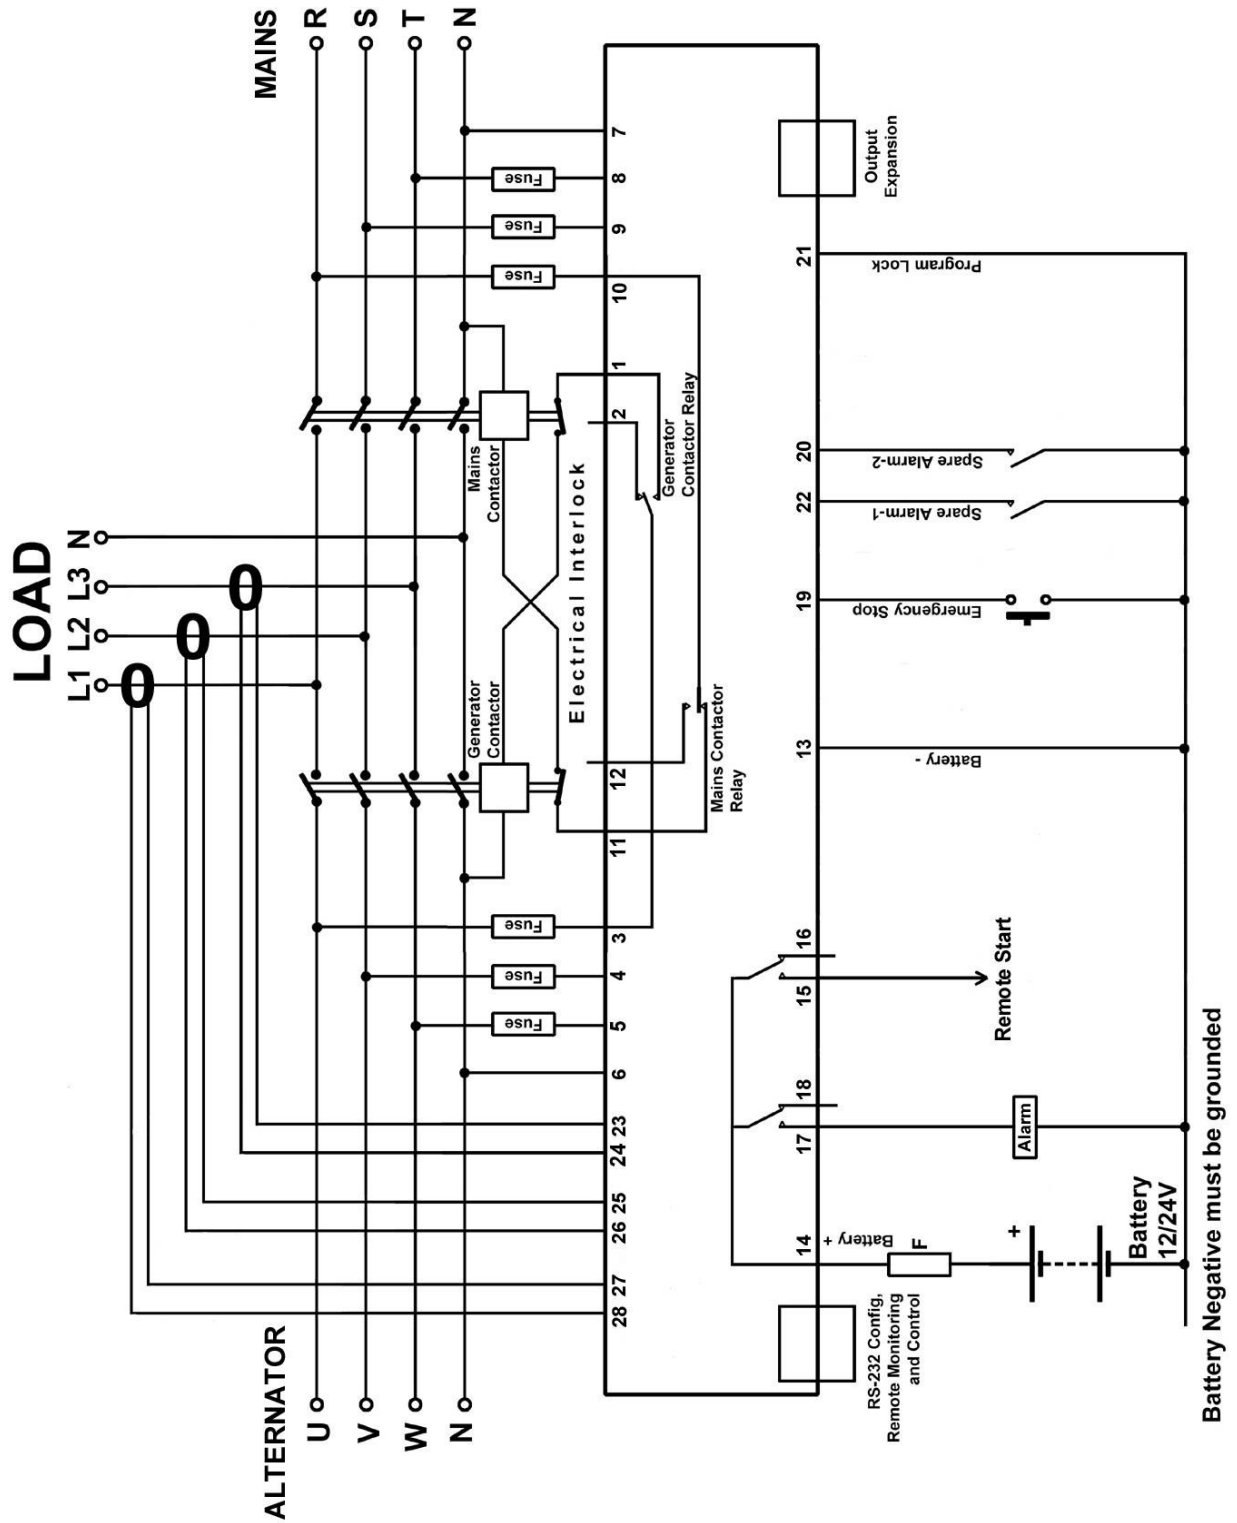 LOAD
L1 L2 L3 N
ALTERNATOR
MAINS
U
V
W
N
R
S
T
N
Generator
Contactor
Mains
Contactor
Electrical Interlock
Fuse
Fuse
Fuse
Fuse
Fuse
Fuse
28 27 26 25 24 23 6 5 4 3 11 12 2 1 10 9 8 7
Generator
Contactor Relay
Mains Contactor
Relay
14 17 18 15 16 13 19 22 20 21
RS-232 Config,
Remote Monitoring
and Control
Output
Expansion
Battery +
Battery -
Emergency Stop
Spare Alarm-1
Spare Alarm-2
Program Lock
F
Remote Start
Alarm
+
Battery
12/24V
Battery Negative must be grounded